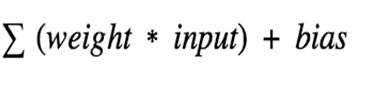 ∑ (weight * input) + bias